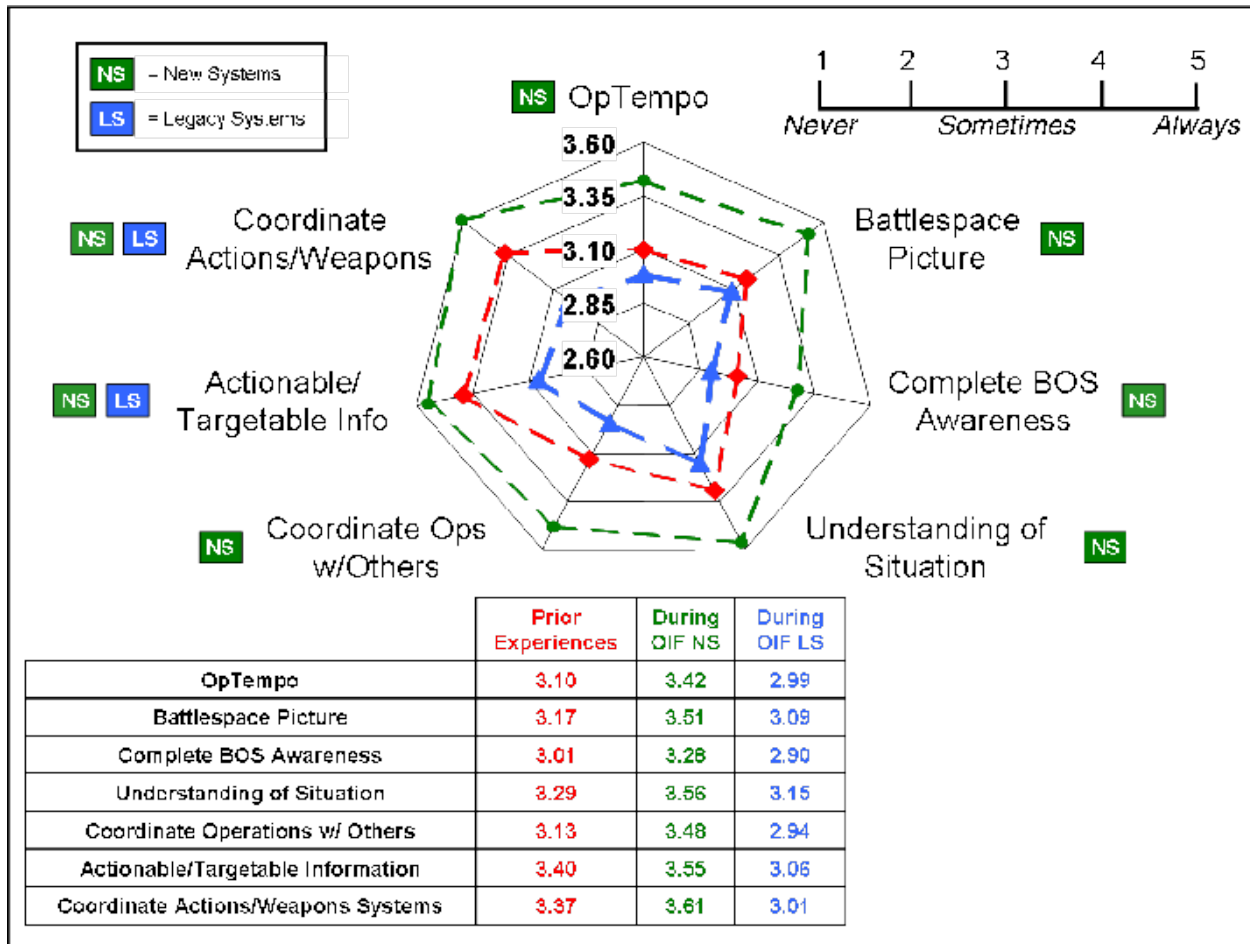 NS = New Systems
LS = Legacy Systems
1 2 3 4 5
Never Sometimes Always
NS OpTempo
3.60
3.35
3.10
2.85
2.60
Battlespace
Picture
NS
Complete BOS
Awareness
NS
Understanding of
Situation
NS
NS
Coordinate Ops
w/Others
NS LS
Actionable/
Targetable Info
NS LS
Coordinate
Actions/Weapons
Prior
Experiences
During
OIF NS
During
OIF LS
OpTempo 3.10 3.42 2.99
Battlespace Picture 3.17 3.51 3.09
Complete BOS Awareness 3.01 3.28 2.90
Understanding of Situation 3.29 3.56 3.15
Coordinate Operations w/ Others 3.13 3.48 2.94
Actionable/Targetable Information 3.40 3.55 3.06
Coordinate Actions/Weapons Systems 3.37 3.61 3.01